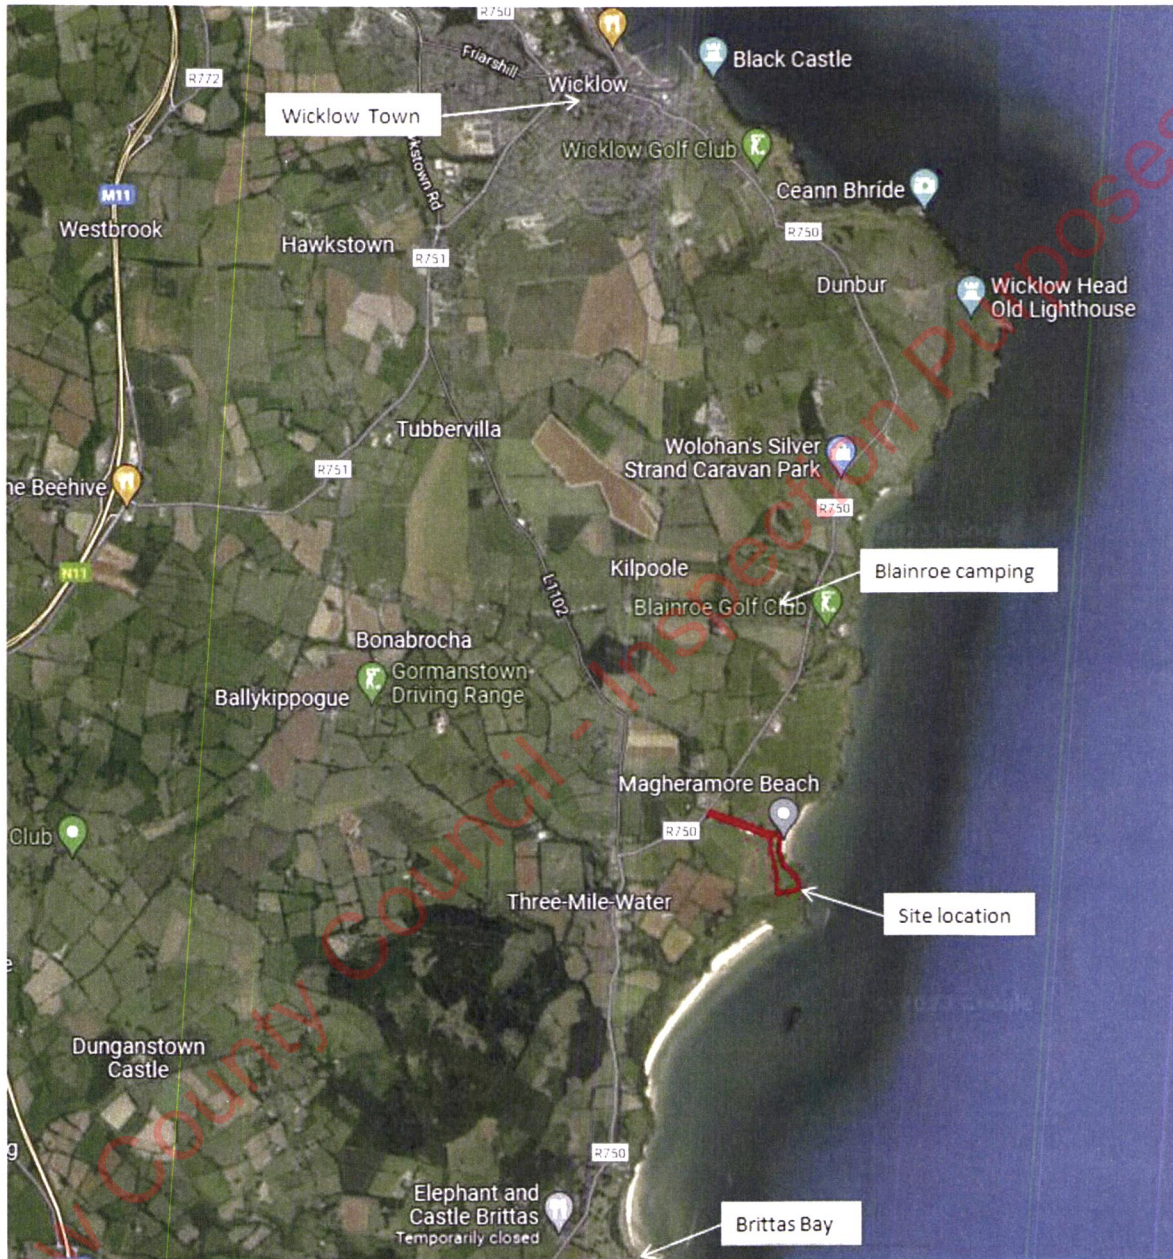 R750
R772
Friarshill
Black Castle
Wicklow
Wicklow Town
kstown Rd
Wicklow Golf Club
M11
Ceann Bhríde
Westbrook
Hawkstown
R751
R750
Dunbur
Wicklow Head
Old Lighthouse
Tubbervilla
Wolohan's Silver
Strand Caravan Park
R751
ne Beehive
R750
N11
Kilpoole
Blainroe camping
L1102
Blainroe Golf Club
Bonabrocha
Gormanstown
Driving Range
Ballykippogue
Magheramore Beach
Club
R750
Three-Mile-Water
Site location
Dunganstown
Castle
R750
g
Elephant and
Castle Brittas
Temporarily closed
Brittas Bay
w County Council - Inspection Purposes